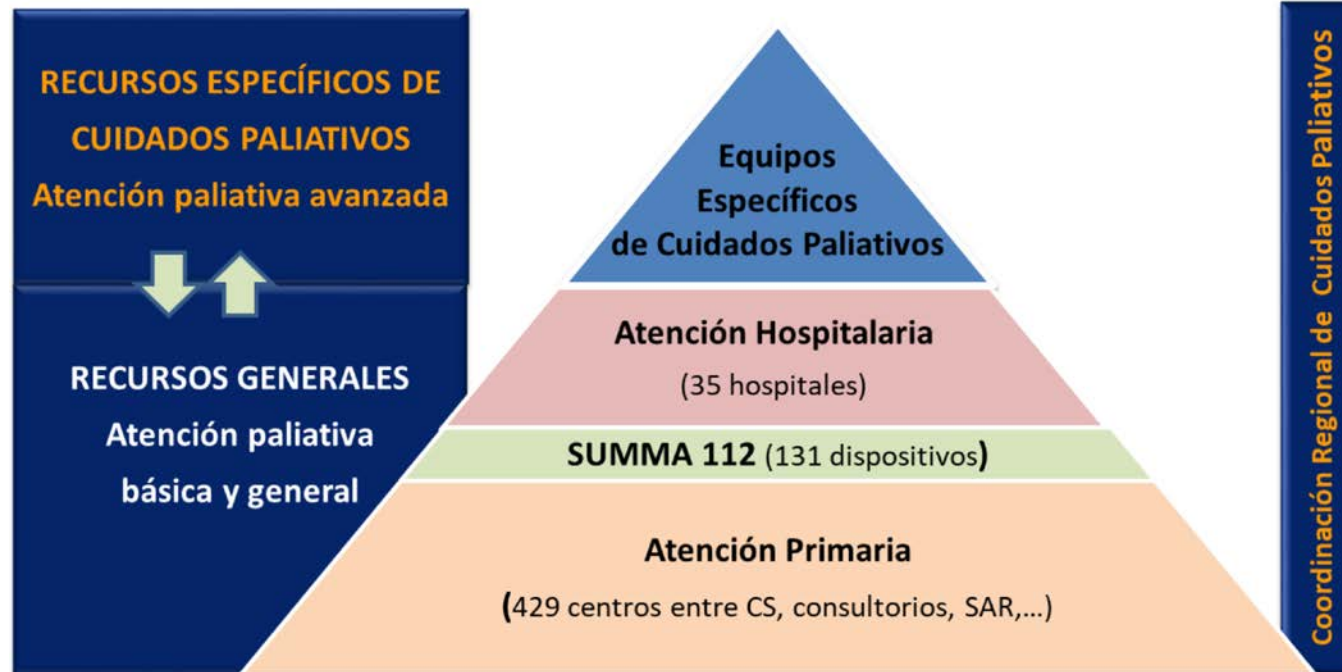 RECURSOS ESPECÍFICOS DE
CUIDADOS PALIATIVOS
Atención paliativa avanzada
RECURSOS GENERALES
Atención paliativa
básica y general
Equipos
Específicos
de Cuidados Paliativos
Atención Hospitalaria
(35 hospitales)
SUMMA 112 (131 dispositivos)
Atención Primaria
(429 centros entre CS, consultorios, SAR,...)
Coordinación Regional de Cuidados Paliativos